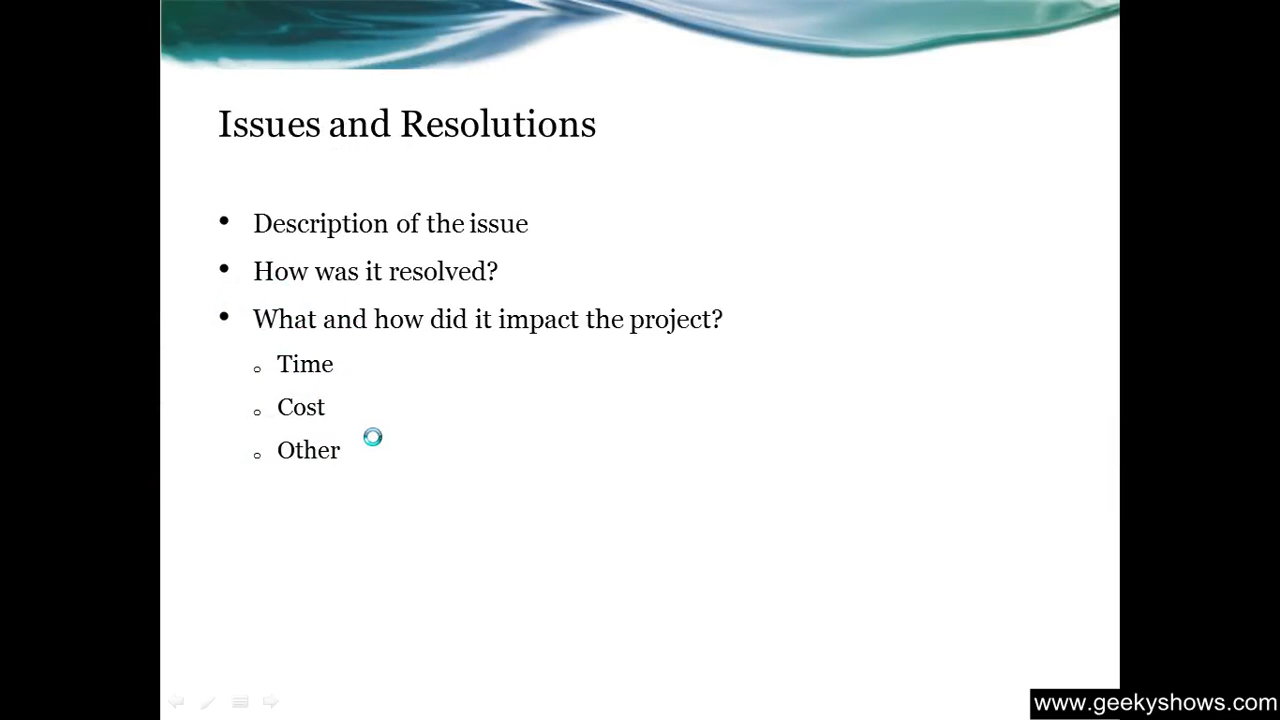 Issues and Resolutions
• Description of the issue
• How was it resolved?
• What and how did it impact the project?
o Time
o Cost
o Other
www.geekyshows.com